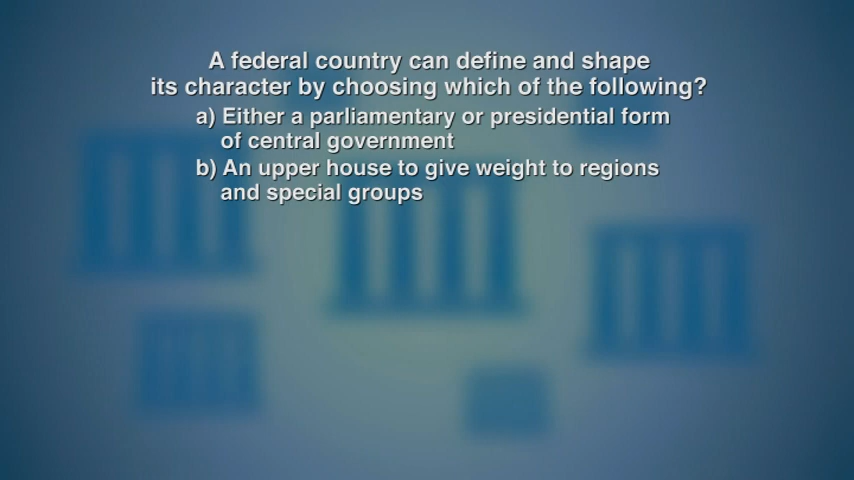 A federal country can define and shape
its character by choosing which of the following?
a) Either a parliamentary or presidential form
of central government
b) An upper house to give weight to regions
and special groups